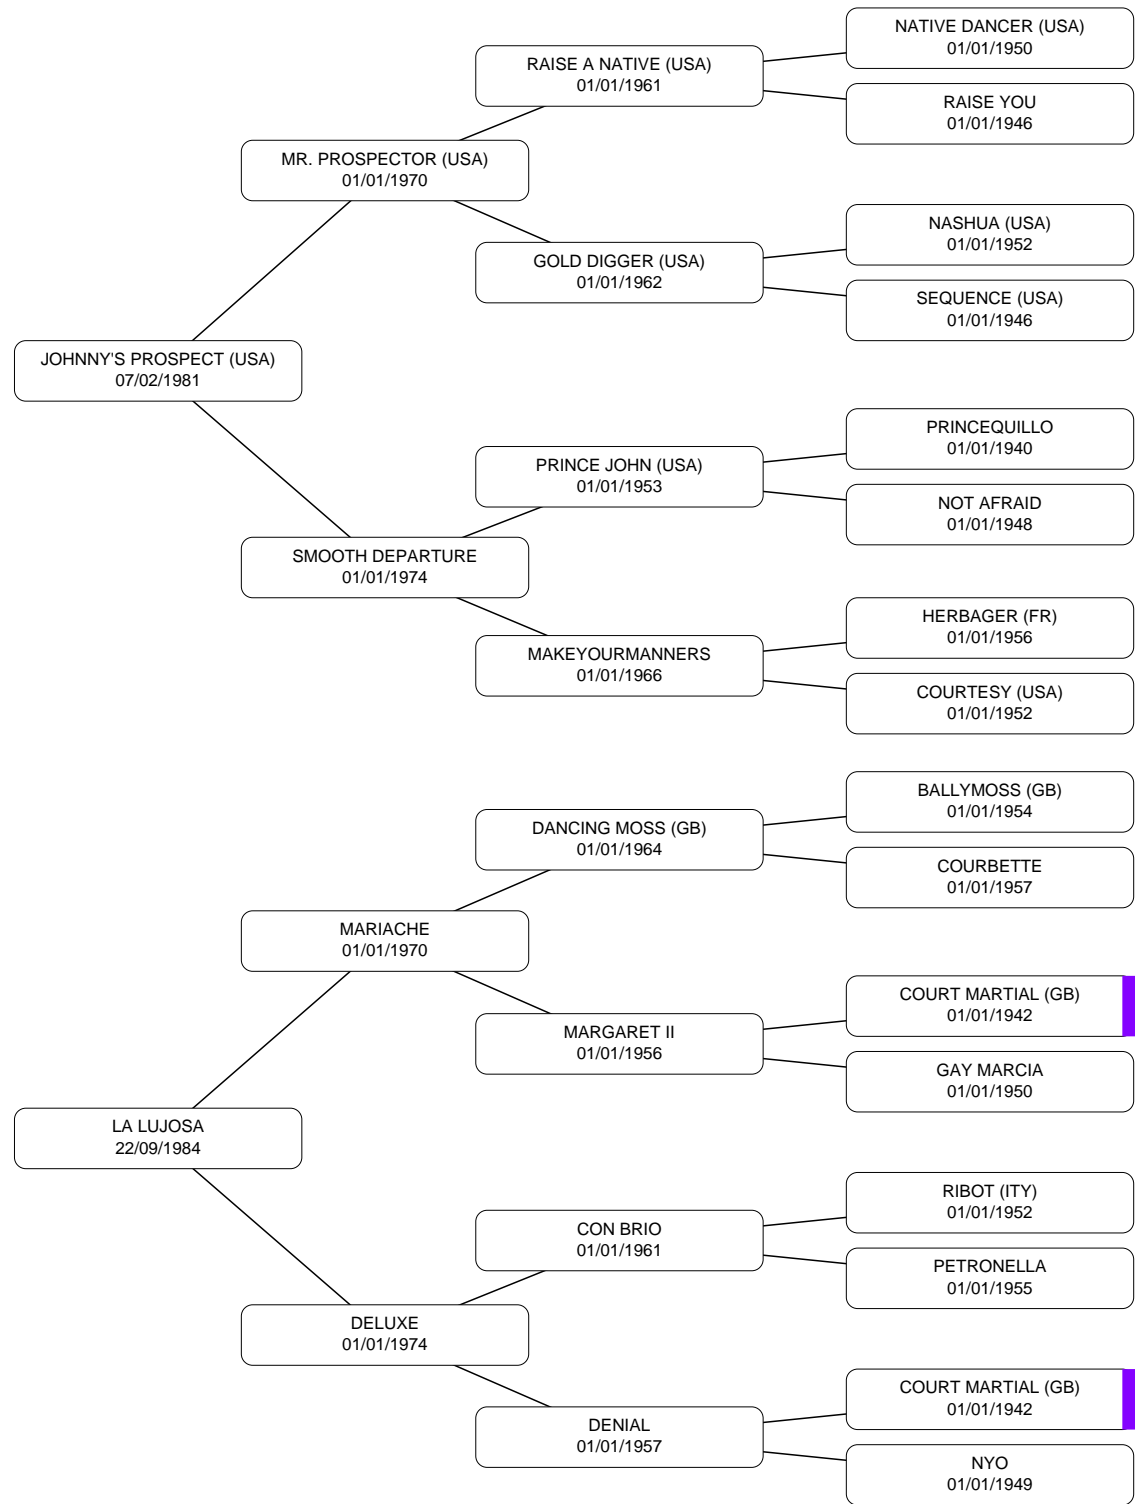 NATIVE DANCER (USA)
01/01/1950
RAISE A NATIVE (USA)
01/01/1961
RAISE YOU
01/01/1946
MR. PROSPECTOR (USA)
01/01/1970
NASHUA (USA)
01/01/1952
GOLD DIGGER (USA)
01/01/1962
SEQUENCE (USA)
01/01/1946
JOHNNY'S PROSPECT (USA)
07/02/1981
PRINCEQUILLO
01/01/1940
PRINCE JOHN (USA)
01/01/1953
NOT AFRAID
01/01/1948
SMOOTH DEPARTURE
01/01/1974
HERBAGER (FR)
01/01/1956
MAKEYOURMANNERS
01/01/1966
COURTESY (USA)
01/01/1952
BALLYMOSS (GB)
01/01/1954
DANCING MOSS (GB)
01/01/1964
COURBETTE
01/01/1957
MARIACHE
01/01/1970
COURT MARTIAL (GB)
01/01/1942
MARGARET II
01/01/1956
GAY MARCIA
01/01/1950
LA LUJOSA
22/09/1984
RIBOT (ITY)
01/01/1952
CON BRIO
01/01/1961
PETRONELLA
01/01/1955
DELUXE
01/01/1974
COURT MARTIAL (GB)
01/01/1942
DENIAL
01/01/1957
NYO
01/01/1949